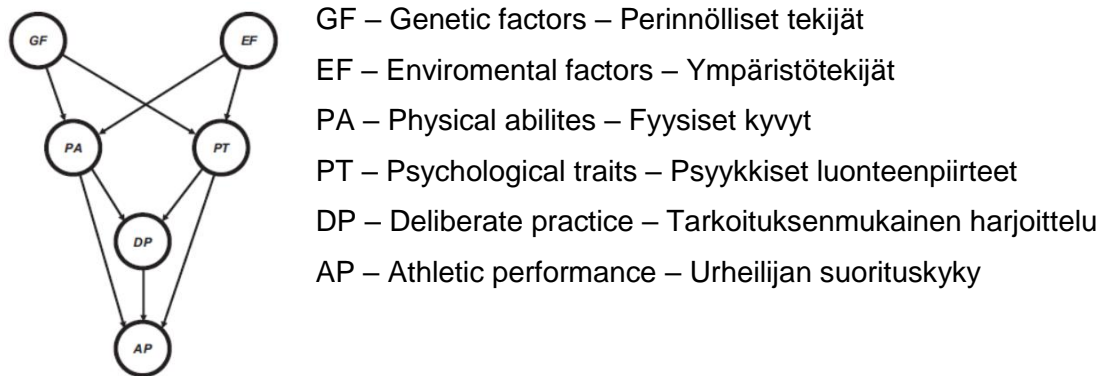 GF
EF
PA
PT
DP
AP
GF – Genetic factors – Perinnölliset tekijät
EF – Enviromental factors – Ympäristötekijät
PA – Physical abilites – Fyysiset kyvyt
PT – Psychological traits – Psyykkiset luonteenpiirteet
DP – Deliberate practice – Tarkoituksenmukainen harjoittelu
AP – Athletic performance – Urheilijan suorituskyky